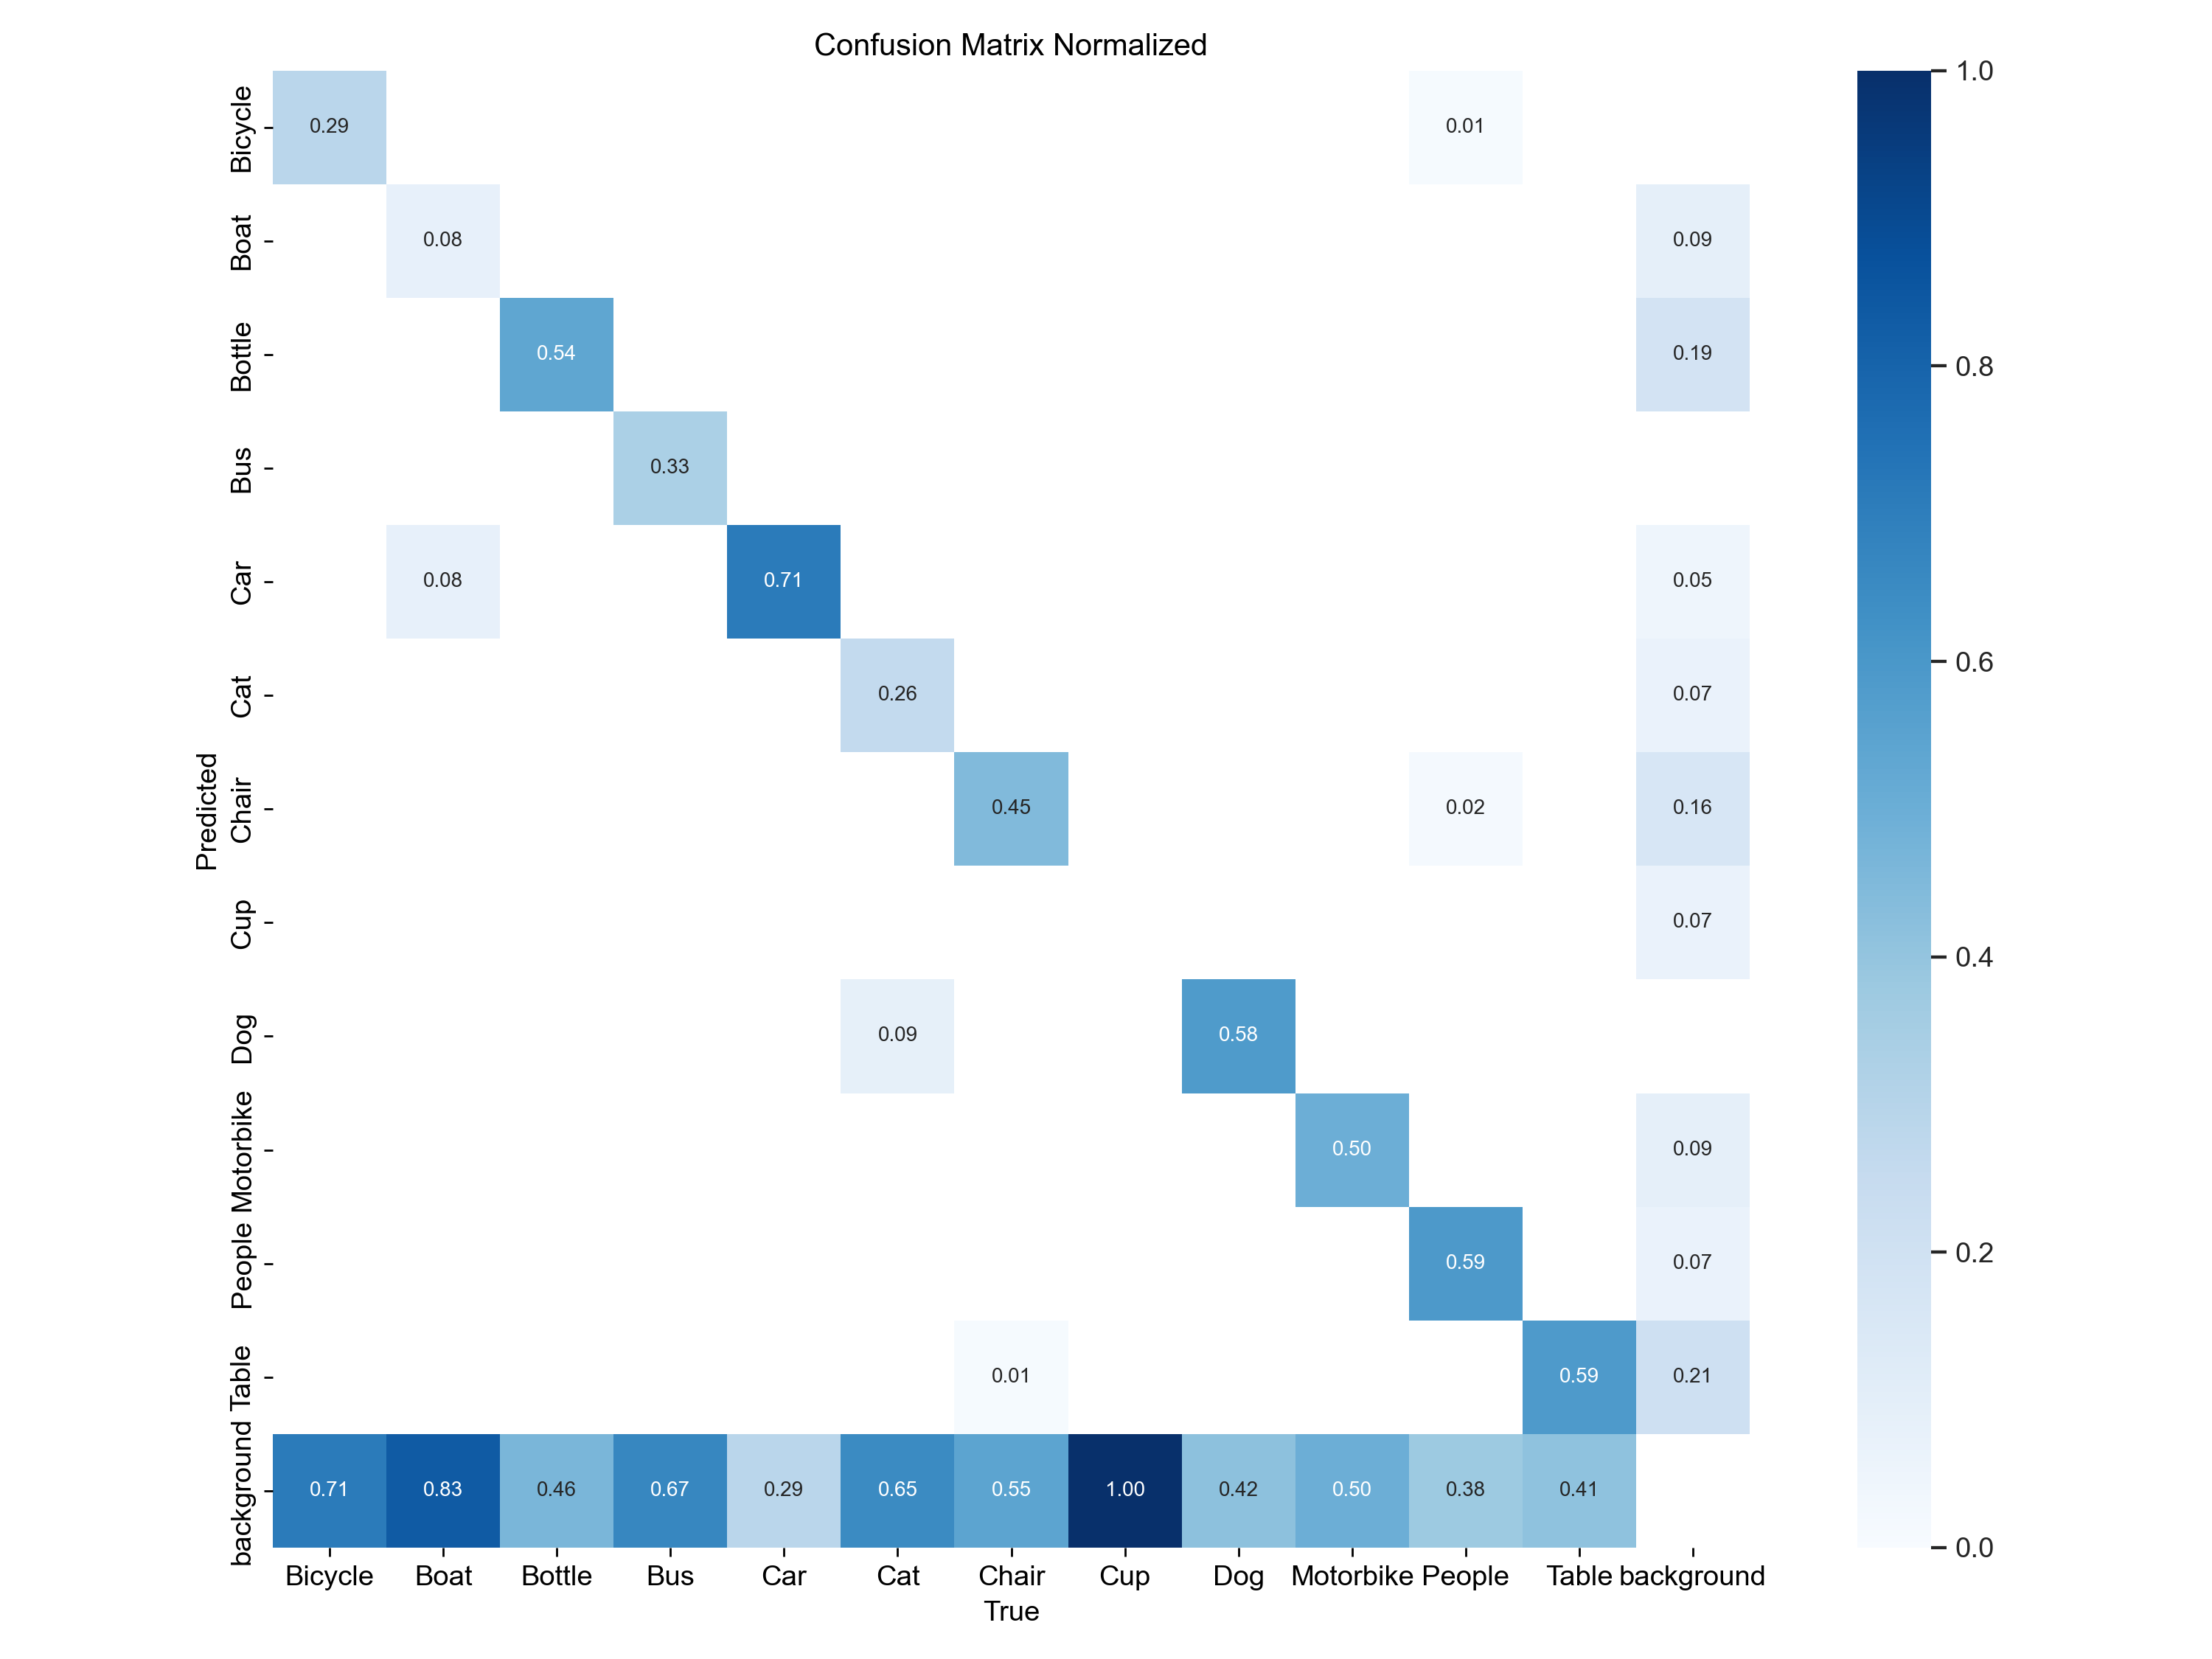 Confusion Matrix Normalized
Predicted
Bicycle 0.29 0.01
Boat 0.08 0.09
Bottle 0.54 0.19
Bus 0.33
Car 0.08 0.71 0.05
Cat 0.26 0.07
Chair 0.45 0.02 0.16
Cup 0.07
Dog 0.09 0.58
Motorbike 0.50 0.09
People 0.59 0.07
Table 0.01 0.59 0.21
background 0.71 0.83 0.46 0.67 0.29 0.65 0.55 1.00 0.42 0.50 0.38 0.41
Bicycle Boat Bottle Bus Car Cat Chair Cup Dog Motorbike People Table background
True
1.0
0.8
0.6
0.4
0.2
0.0